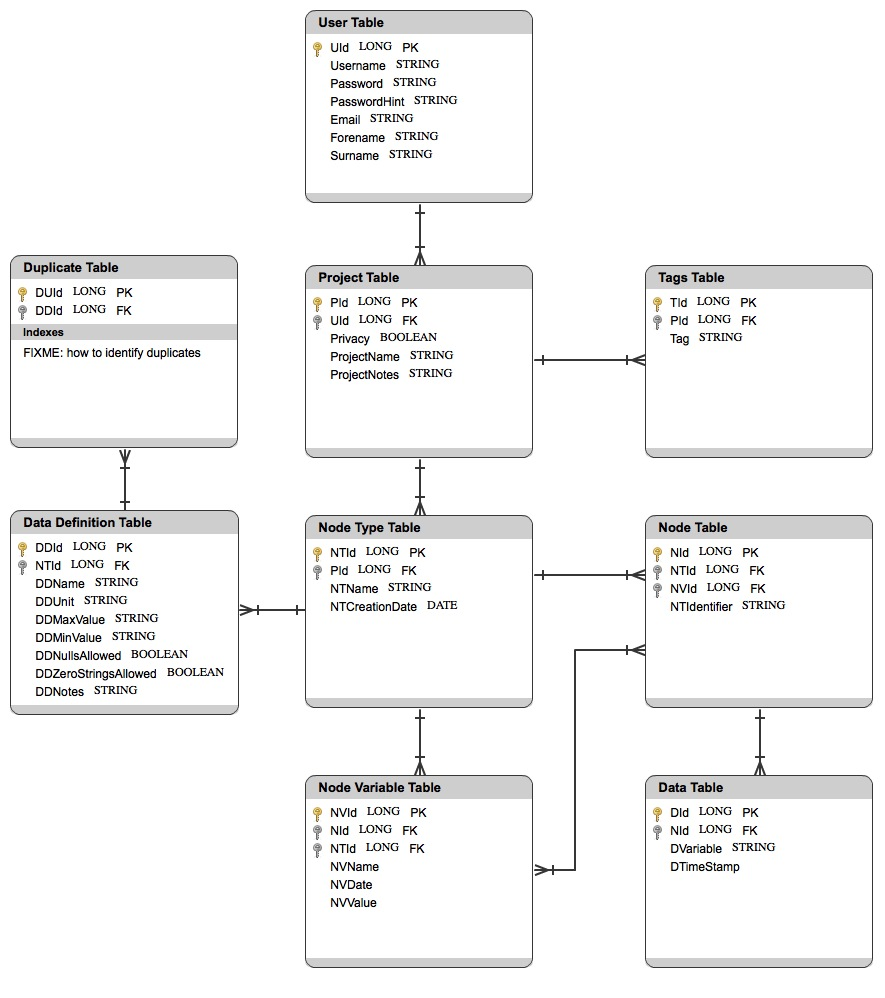 User Table
UId LONG PK
Username STRING
Password STRING
PasswordHint STRING
Email STRING
Forename STRING
Surname STRING
Duplicate Table
DUId LONG PK
DDId LONG FK
Indexes
FIXME: how to identify duplicates
Project Table
PId LONG PK
UId LONG FK
Privacy BOOLEAN
ProjectName STRING
ProjectNotes STRING
Tags Table
TId LONG PK
PId LONG FK
Tag STRING
Data Definition Table
DDId LONG PK
NTId LONG FK
DDName STRING
DDUnit STRING
DDMaxValue STRING
DDMinValue STRING
DDNullsAllowed BOOLEAN
DDZeroStringsAllowed BOOLEAN
DDNotes STRING
Node Type Table
NTId LONG PK
PId LONG FK
NTName STRING
NTCreationDate DATE
Node Table
NId LONG PK
NTId LONG FK
NVId LONG FK
NTIdentifier STRING
Node Variable Table
NVId LONG PK
NId LONG FK
NTId LONG FK
NVName
NVDate
NVValue
Data Table
DId LONG PK
NId LONG FK
DVariable STRING
DTimeStamp